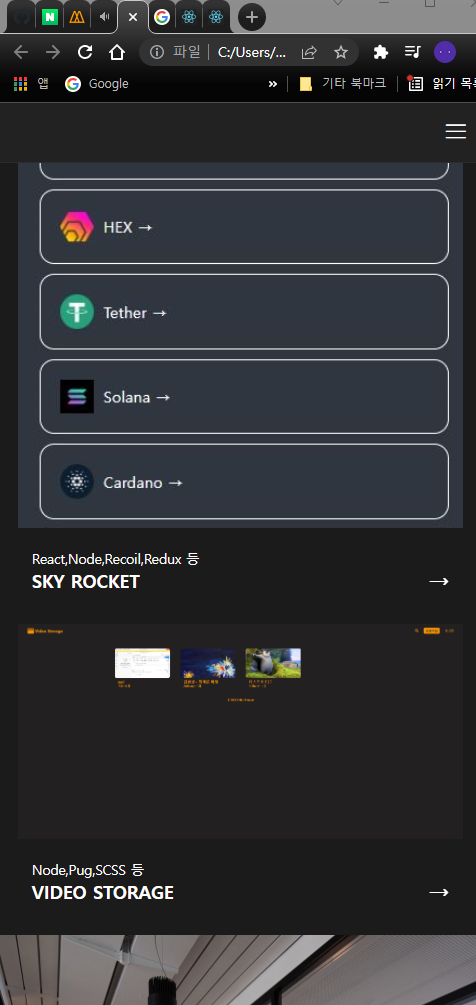 파일
C:/Users/...
앱
Google
»
기타 북마크
읽기 목록
HEX →
Tether →
Solana →
Cardano →
React,Node,Recoil,Redux 등
SKY ROCKET →
Video Storage
Node,Pug,SCSS 등
VIDEO STORAGE →